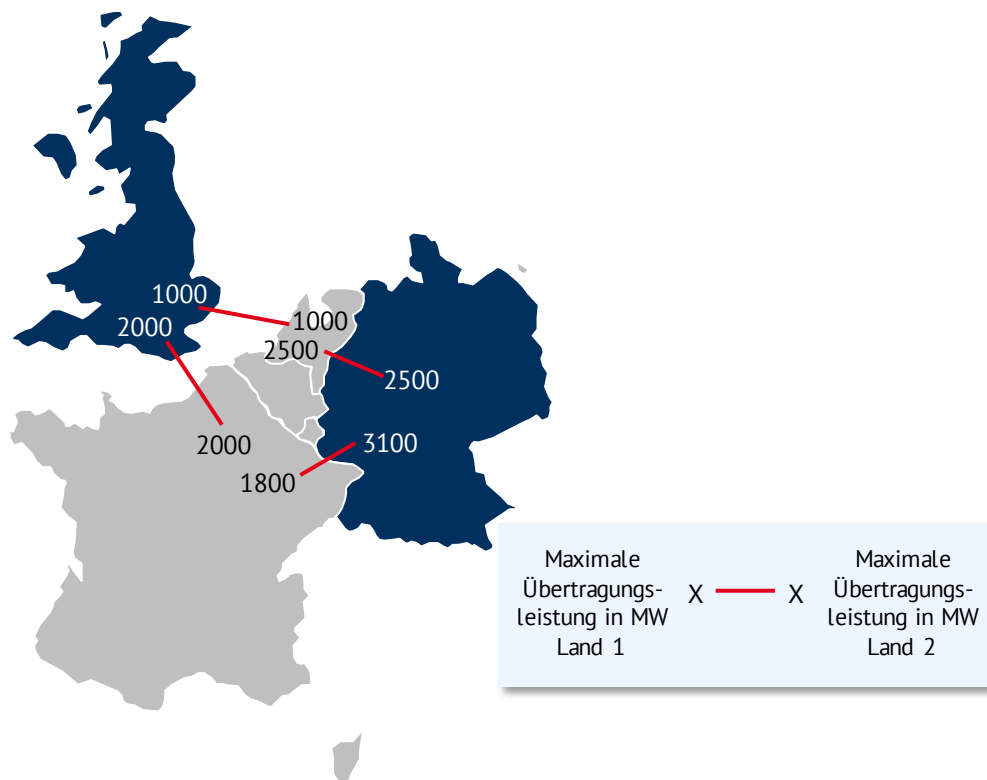 1000
2000
1000
2500
2500
2000
3100
1800
Maximale
Übertragungs-
leistung in MW
Land 1
X
X
Maximale
Übertragungs-
leistung in MW
Land 2